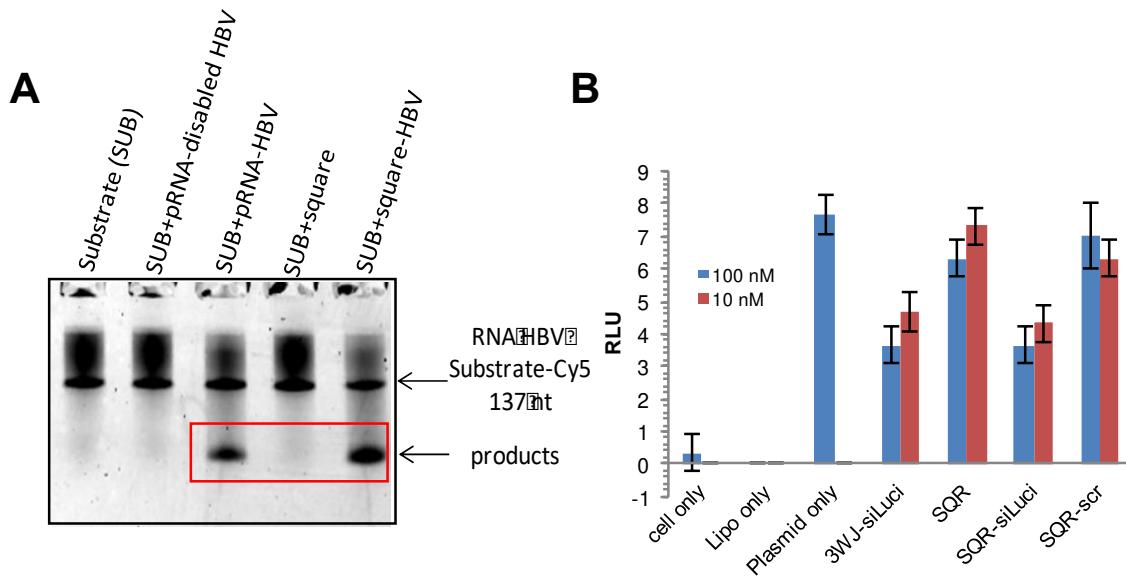 A
Substrate (SUB)
SUB+pRNA-disabled HBV
SUB+pRNA-HBV
SUB+square
SUB+square-HBV
RNA⍰HBV⍰
Substrate-Cy5
137⍰nt
products
B
RLU
9
8
7
6
5
4
3
2
1
0
-1
100 nM
10 nM
cell only
Lipo only
Plasmid only
3WJ-siLuci
SQR
SQR-siLuci
SQR-scr